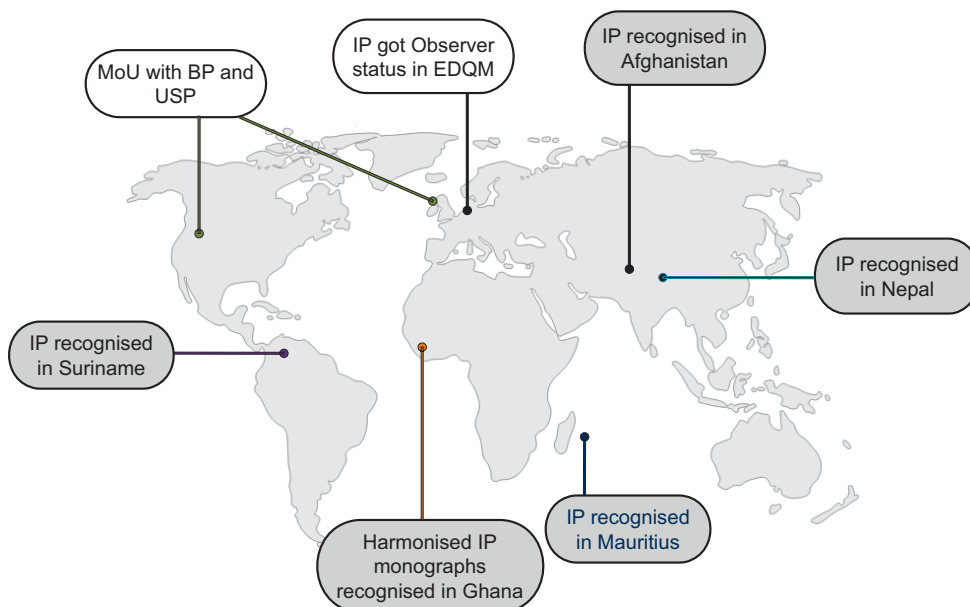 MoU with BP and
USP
IP got Observer
status in EDQM
IP recognised in
Afghanistan
IP recognised
in Nepal
IP recognised
in Suriname
Harmonised IP
monographs
recognised in Ghana
IP recognised
in Mauritius